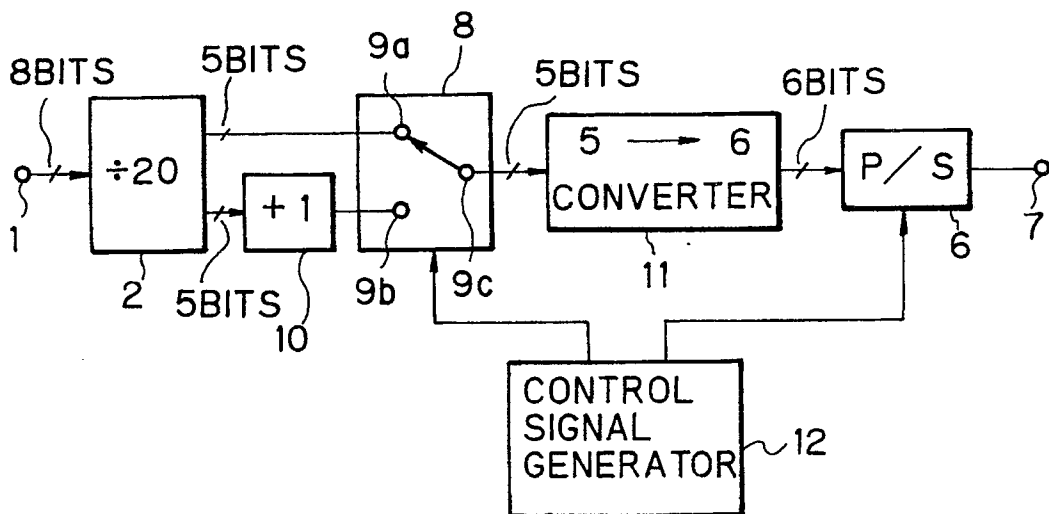 8BITS
5BITS
9a
8
5BITS
6BITS
÷20
5 → 6
CONVERTER
P/S
1
+1
2
5BITS
10
9b
9c
11
6
7
CONTROL
SIGNAL
GENERATOR
12